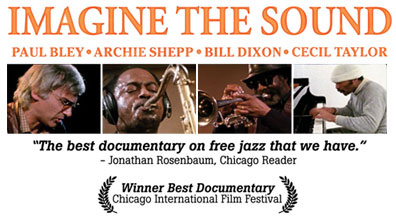 IMAGINE THE SOUND
PAUL BLEY • ARCHIE SHEPP • BILL DIXON • CECIL TAYLOR
“The best documentary on free jazz that we have.”
– Jonathan Rosenbaum, Chicago Reader
Winner Best Documentary
Chicago International Film Festival